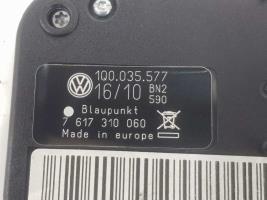 1Q0.035.577
16/10 BN2
S90
Blaupunkt
7 617 310 060
Made in europe